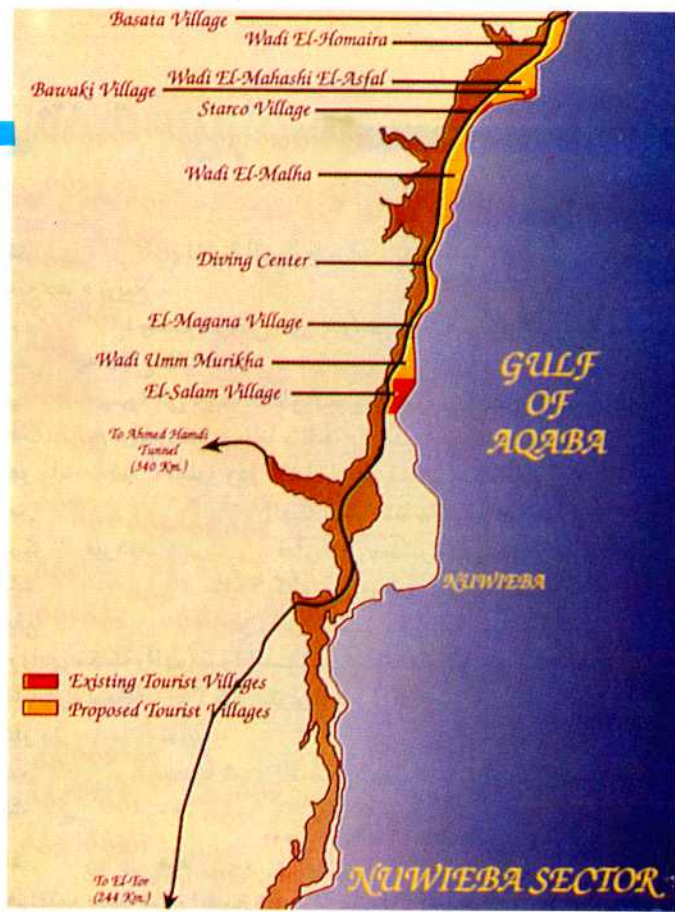 Basata Village
Wadi El-Homaira
Wadi El-Mahashi El-Asfal
Bawaki Village
Starco Village
Wadi El-Malha
Diving Center
El-Magana Village
Wadi Umm Murikha
El-Salam Village
GULF
OF
AQABA
To Ahmed Hamdi
Tunnel
(340 Km.)
NUWIEBA
Existing Tourist Villages
Proposed Tourist Villages
To El-Tor
(244 Km.)
NUWIEBA SECTOR